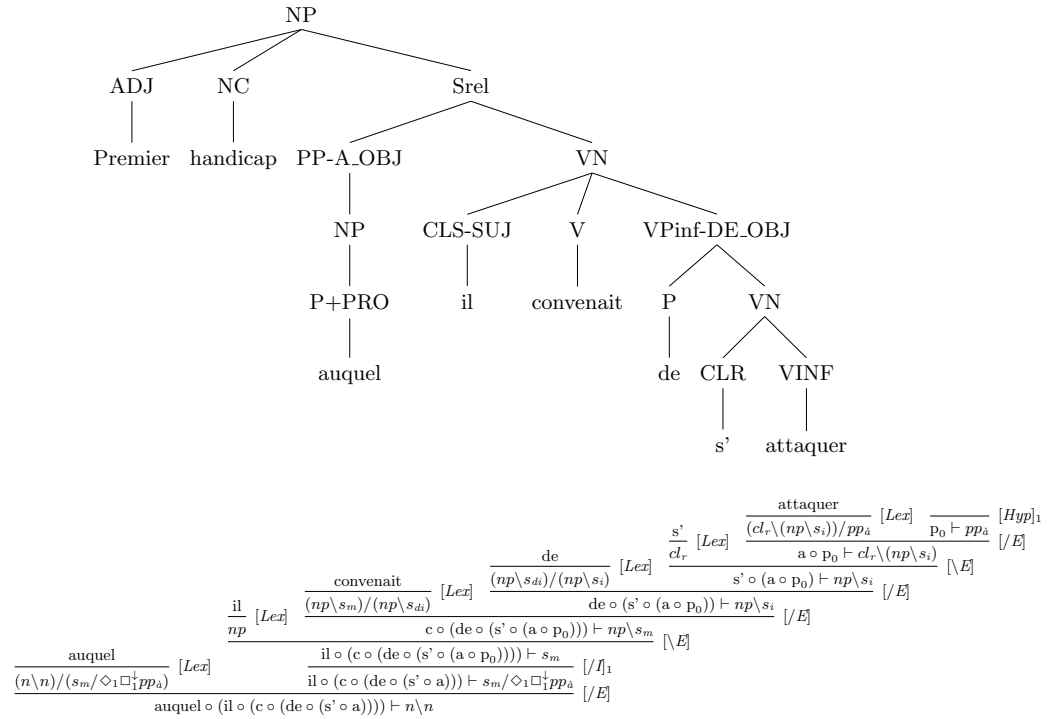 NP
ADJ NC Srel
Premier handicap PP-A_OBJ VN
NP CLS-SUJ V VPinf-DE_OBJ
P+PRO il convenait P VN
auquel de CLR VINF
s' attaquer
attaquer
(cl_r\(np\s_i))/pp_à [Lex] p_0 ⊢ pp_à [Hyp]_1
s'
cl_r [Lex] a ∘ p_0 ⊢ cl_r\(np\s_i) [/E]
de
(np\s_di)/(np\s_i) [Lex] s' ∘ (a ∘ p_0) ⊢ np\s_i [\E]
convenait
(np\s_m)/(np\s_di) [Lex] de ∘ (s' ∘ (a ∘ p_0)) ⊢ np\s_i [/E]
il
np [Lex] c ∘ (de ∘ (s' ∘ (a ∘ p_0))) ⊢ np\s_m [/E]
il ∘ (c ∘ (de ∘ (s' ∘ (a ∘ p_0)))) ⊢ s_m [\E]
auquel
(n\n)/(s_m/◇_1□↓_1pp_à) [Lex] il ∘ (c ∘ (de ∘ (s' ∘ a))) ⊢ s_m/◇_1□↓_1pp_à [/I]_1
auquel ∘ (il ∘ (c ∘ (de ∘ (s' ∘ a)))) ⊢ n\n [/E]